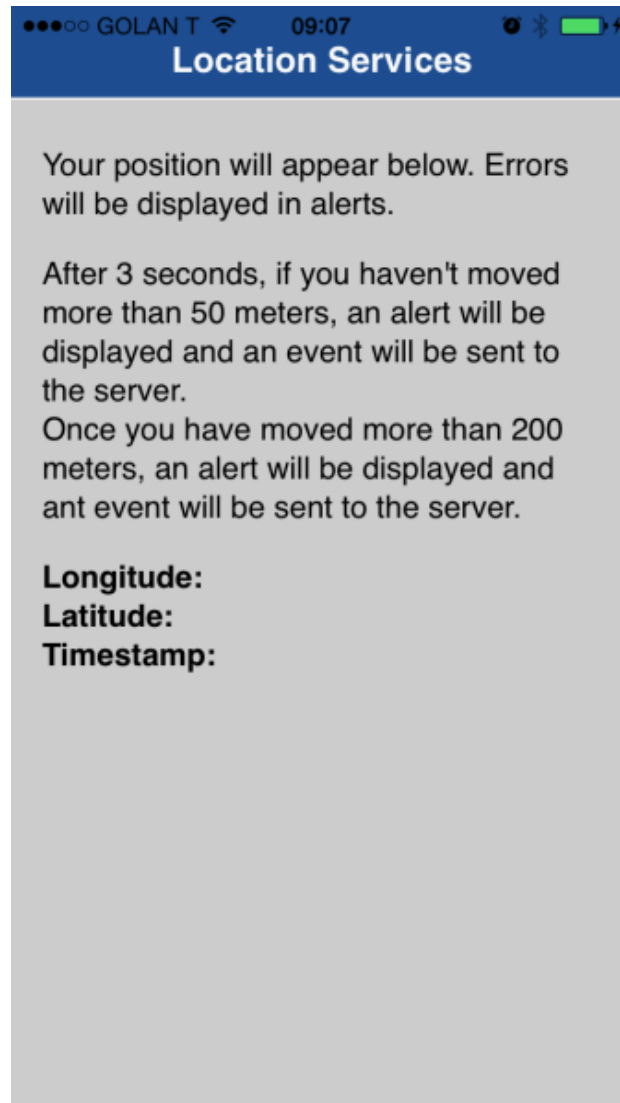 GOLAN T 09:07
Location Services
Your position will appear below. Errors
will be displayed in alerts.
After 3 seconds, if you haven't moved
more than 50 meters, an alert will be
displayed and an event will be sent to
the server.
Once you have moved more than 200
meters, an alert will be displayed and
ant event will be sent to the server.
Longitude:
Latitude:
Timestamp: